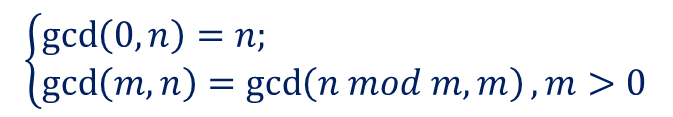 gcd(0, n) = n;
gcd(m, n) = gcd(n mod m, m) , m > 0